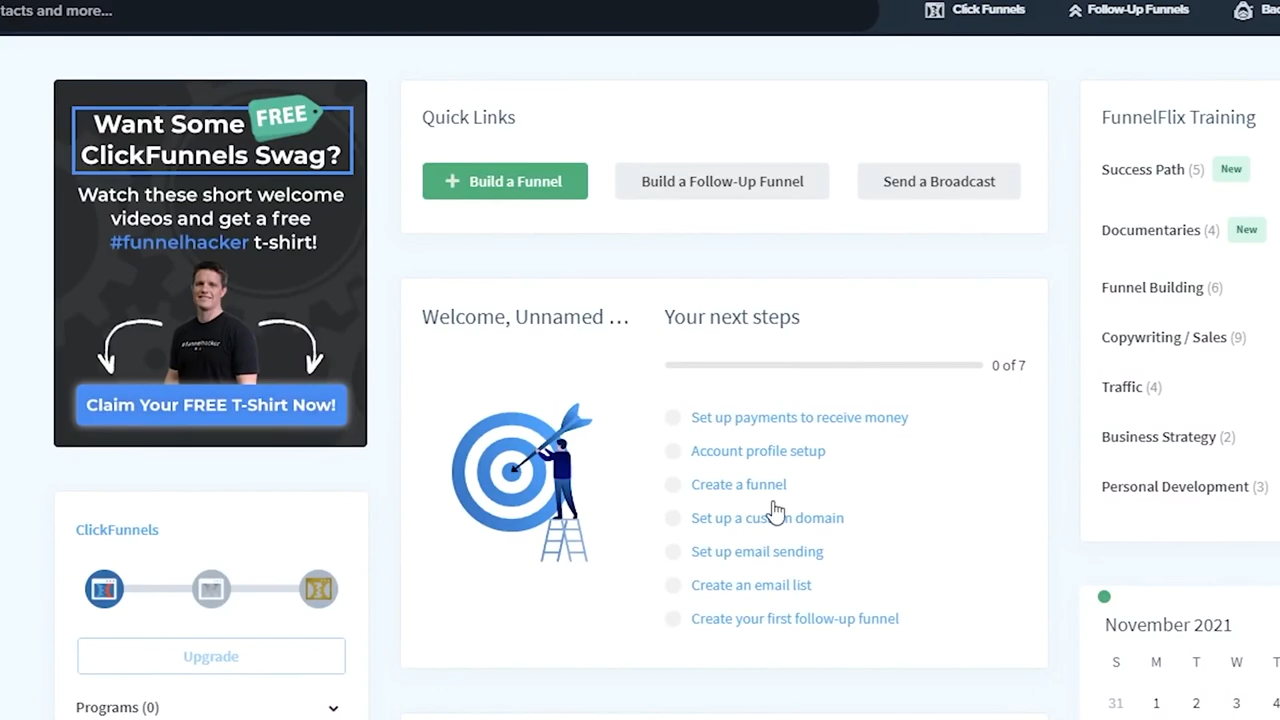 tacts and more...
Click Funnels
Follow-Up Funnels
Want Some FREE
ClickFunnels Swag?
Watch these short welcome
videos and get a free
#funnelhacker t-shirt!
#funnelhacker
Claim Your FREE T-Shirt Now!
ClickFunnels
Upgrade
Programs (0)
Quick Links
+ Build a Funnel
Build a Follow-Up Funnel
Send a Broadcast
Welcome, Unnamed ...
Your next steps
0 of 7
Set up payments to receive money
Account profile setup
Create a funnel
Set up a custom domain
Set up email sending
Create an email list
Create your first follow-up funnel
FunnelFlix Training
Success Path (5) New
Documentaries (4) New
Funnel Building (6)
Copywriting / Sales (9)
Traffic (4)
Business Strategy (2)
Personal Development (3)
November 2021
S M T W T
31 1 2 3 4